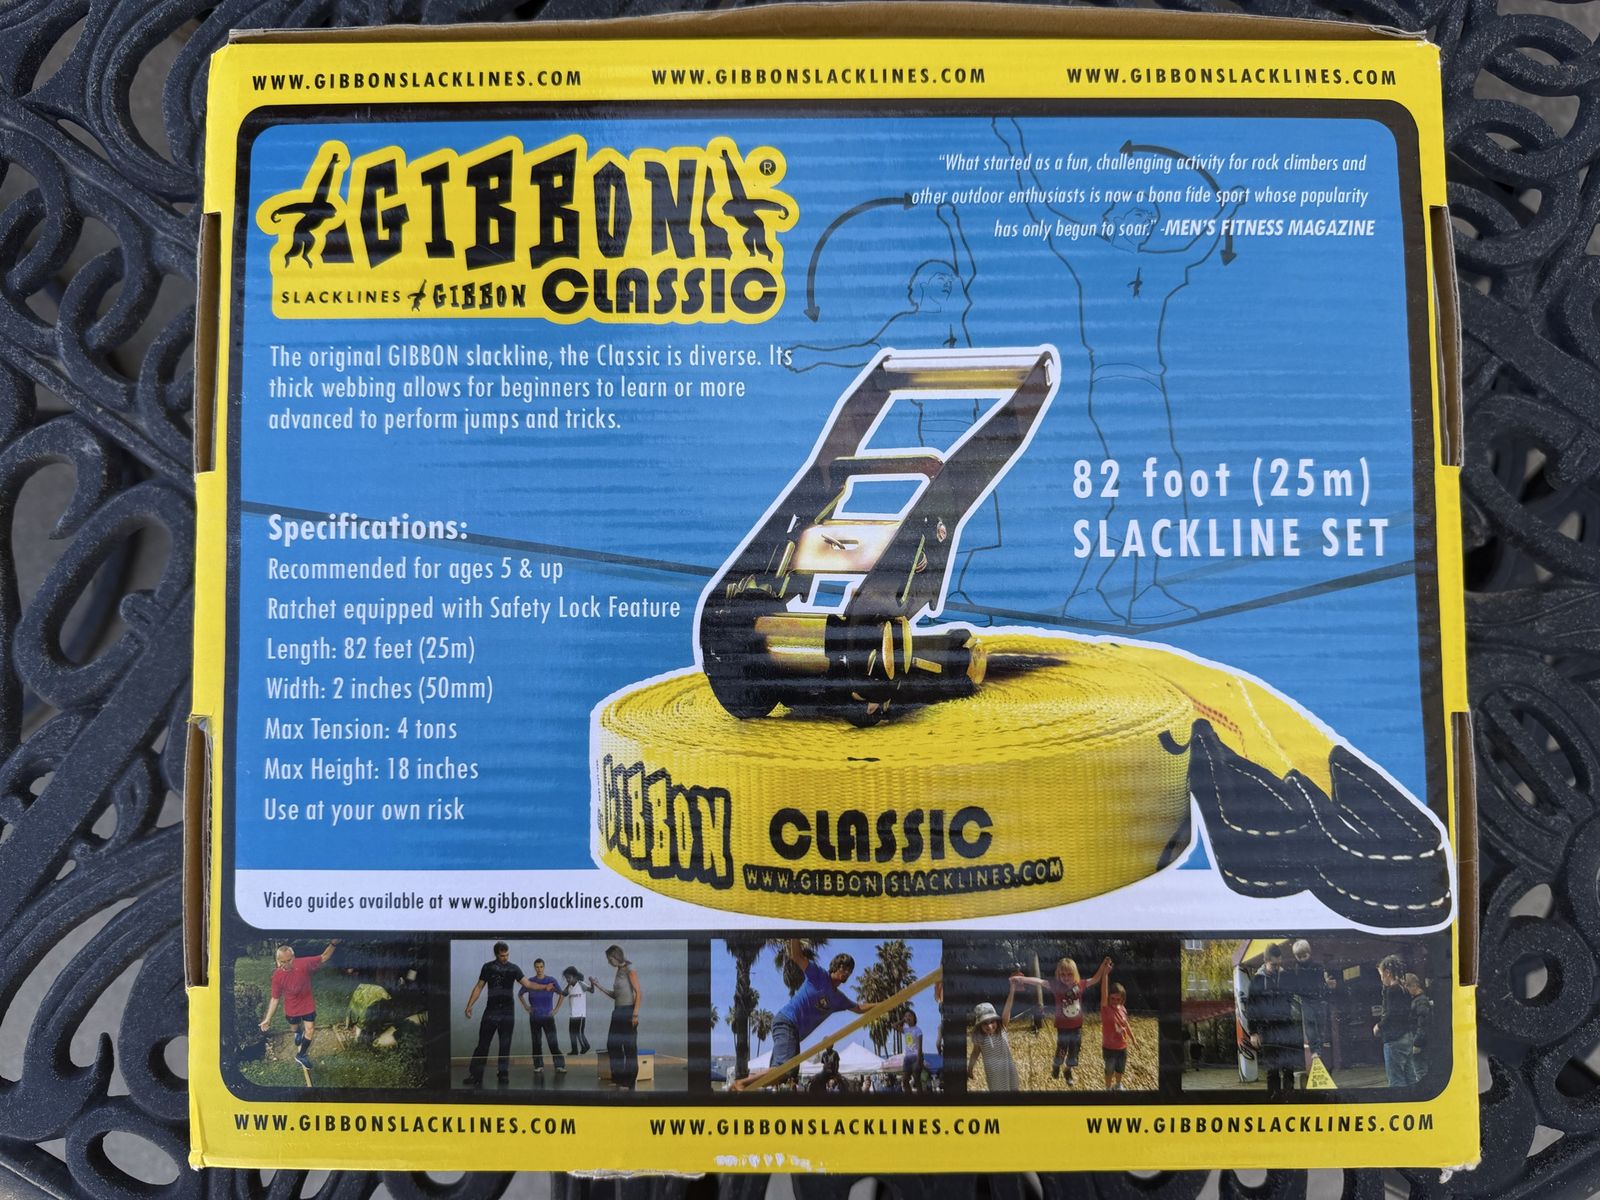 WWW.GIBBONSLACKLINES.COM WWW.GIBBONSLACKLINES.COM WWW.GIBBONSLACKLINES.COM
GIBBON®
SLACKLINES GIBBON CLASSIC
"What started as a fun, challenging activity for rock climbers and
other outdoor enthusiasts is now a bona fide sport whose popularity
has only begun to soar." -MEN'S FITNESS MAGAZINE
The original GIBBON slackline, the Classic is diverse. Its
thick webbing allows for beginners to learn or more
advanced to perform jumps and tricks.
82 foot (25m)
SLACKLINE SET
Specifications:
Recommended for ages 5 & up
Ratchet equipped with Safety Lock Feature
Length: 82 feet (25m)
Width: 2 inches (50mm)
Max Tension: 4 tons
Max Height: 18 inches
Use at your own risk
GIBBON CLASSIC
WWW.GIBBONSLACKLINES.COM
Video guides available at www.gibbonslacklines.com
WWW.GIBBONSLACKLINES.COM WWW.GIBBONSLACKLINES.COM WWW.GIBBONSLACKLINES.COM